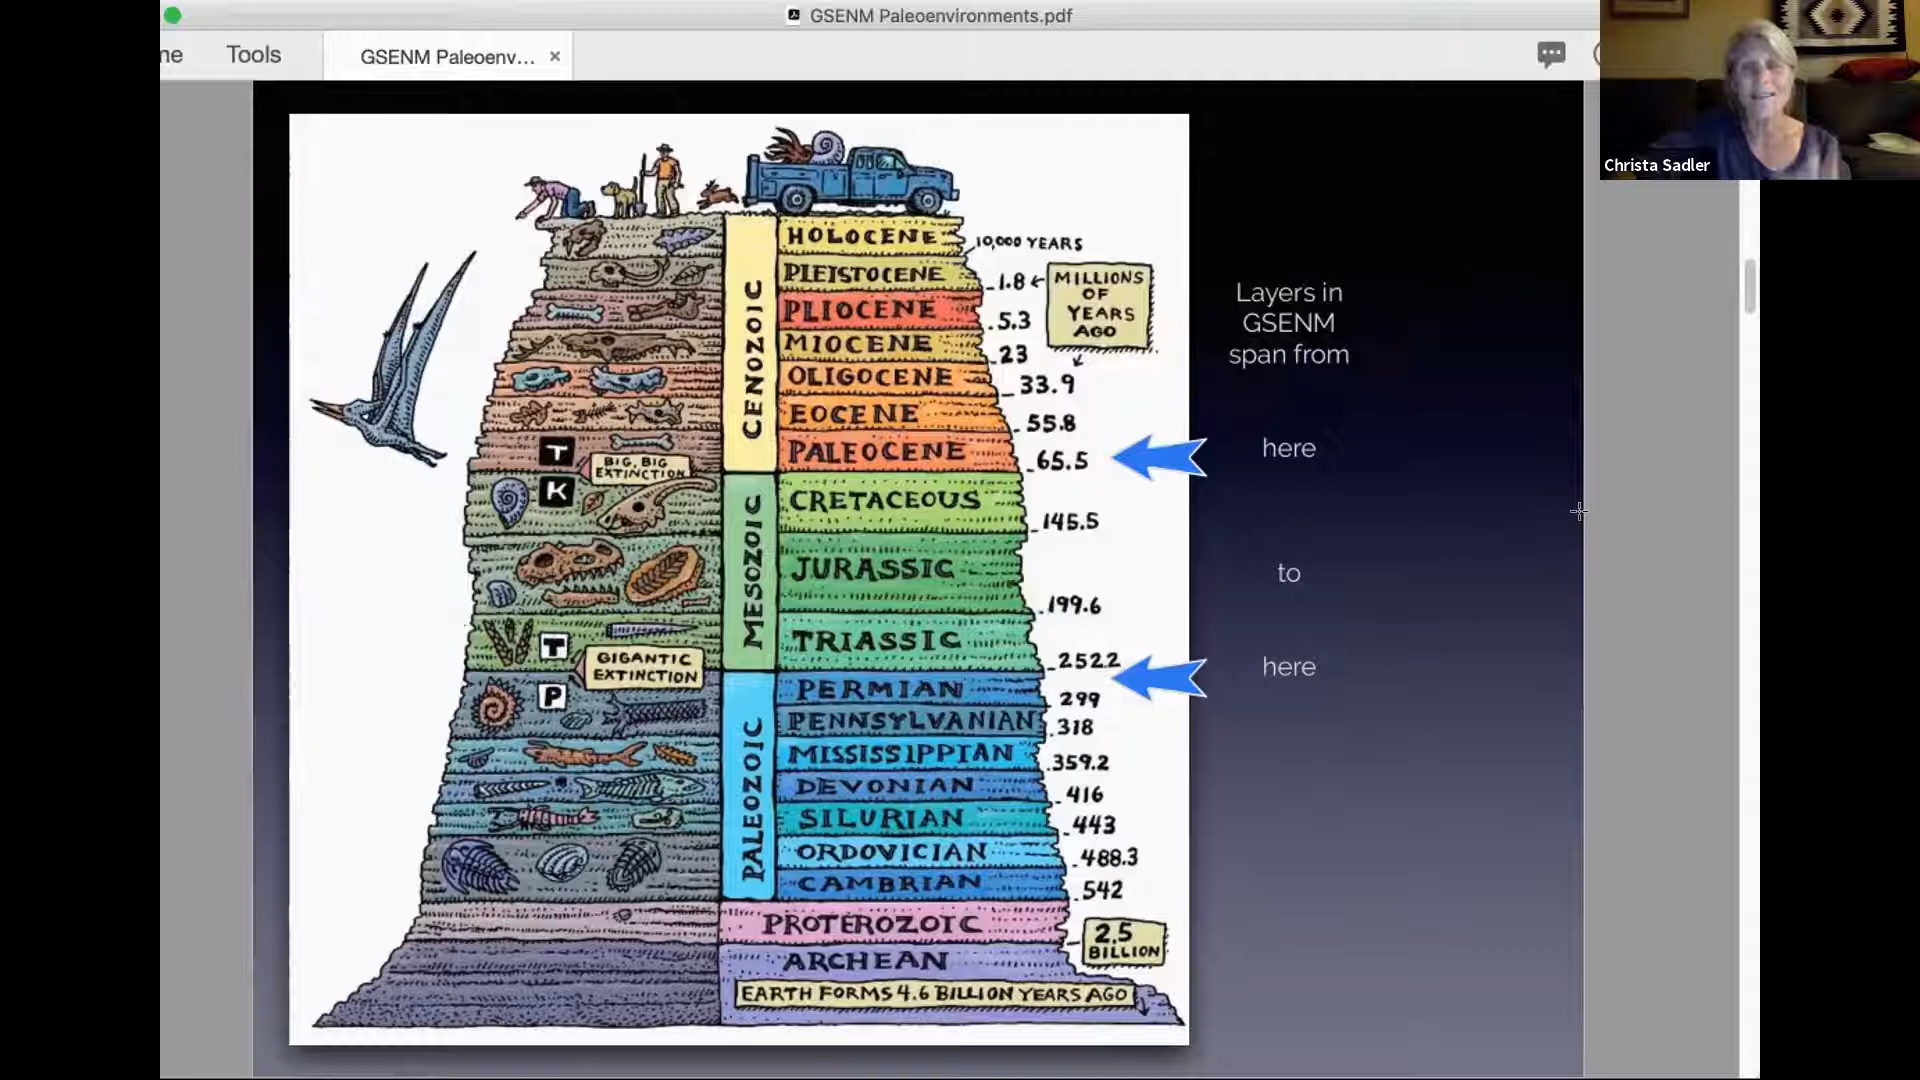 GSENM Paleoenvironments.pdf
me
Tools
GSENM Paleoenv... ×
Christa Sadler
HOLOCENE
10,000 YEARS
PLEISTOCENE
1.8
MILLIONS
OF
YEARS
AGO
PLIOCENE
5.3
MIOCENE
23
OLIGOCENE
33.9
EOCENE
55.8
PALEOCENE
65.5
CENOZOIC
T
BIG, BIG
EXTINCTION
K
CRETACEOUS
145.5
JURASSIC
199.6
TRIASSIC
252.2
MESOZOIC
T
GIGANTIC
EXTINCTION
P
PERMIAN
299
PENNSYLVANIAN
318
MISSISSIPPIAN
359.2
DEVONIAN
416
SILURIAN
443
ORDOVICIAN
488.3
CAMBRIAN
542
PALEOZOIC
PROTEROZOIC
2.5
BILLION
ARCHEAN
EARTH FORMS 4.6 BILLION YEARS AGO
Layers in
GSENM
span from
here
to
here